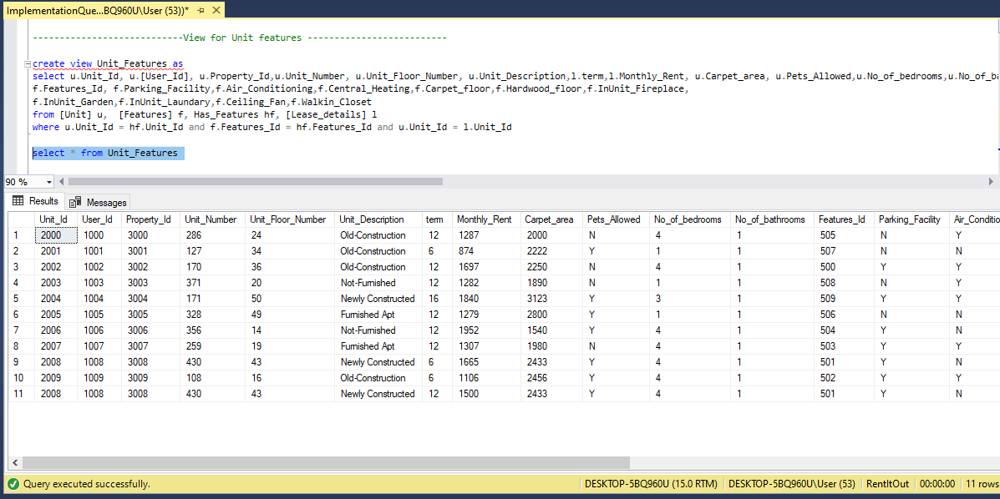 ImplementationQue...BQ960U\User (53))*
---------------------------View for Unit features -------------------------
create view Unit_Features as
select u.Unit_Id, u.[User_Id], u.Property_Id,u.Unit_Number, u.Unit_Floor_Number, u.Unit_Description,l.term,l.Monthly_Rent, u.Carpet_area, u.Pets_Allowed,u.No_of_bedrooms,u.No_of_ba
f.Features_Id, f.Parking_Facility,f.Air_Conditioning,f.Central_Heating,f.Carpet_floor,f.Hardwood_floor,f.InUnit_Fireplace,
f.InUnit_Garden,f.InUnit_Laundary,f.Ceiling_Fan,f.Walkin_Closet
from [Unit] u, [Features] f, Has_Features hf, [Lease_details] l
where u.Unit_Id = hf.Unit_Id and f.Features_Id = hf.Features_Id and u.Unit_Id = l.Unit_Id
select * from Unit_Features
90 %
Results Messages
Unit_Id User_Id Property_Id Unit_Number Unit_Floor_Number Unit_Description term Monthly_Rent Carpet_area Pets_Allowed No_of_bedrooms No_of_bathrooms Features_Id Parking_Facility Air_Conditio
1 2000 1000 3000 286 24 Old-Construction 12 1287 2000 N 4 1 505 N Y
2 2001 1001 3001 127 34 Old-Construction 6 874 2222 Y 1 1 507 N N
3 2002 1002 3002 170 36 Old-Construction 12 1697 2250 N 4 1 500 Y Y
4 2003 1003 3003 371 20 Not-Furnished 12 1282 1890 N 1 1 508 N Y
5 2004 1004 3004 171 50 Newly Constructed 16 1840 3123 Y 3 1 509 Y Y
6 2005 1005 3005 328 49 Furnished Apt 12 1279 2800 Y 1 1 506 N N
7 2006 1006 3006 356 14 Not-Furnished 12 1952 1540 Y 4 1 504 Y N
8 2007 1007 3007 259 19 Furnished Apt 12 1307 1980 N 4 1 503 Y Y
9 2008 1008 3008 430 43 Newly Constructed 6 1665 2433 Y 4 1 501 Y N
10 2009 1009 3009 108 16 Old-Construction 6 1106 2456 Y 4 1 502 Y Y
11 2008 1008 3008 430 43 Newly Constructed 12 1500 2433 Y 4 1 501 Y N
Query executed successfully. DESKTOP-5BQ960U (15.0 RTM) DESKTOP-5BQ960U\User (53) RentItOut 00:00:00 11 rows